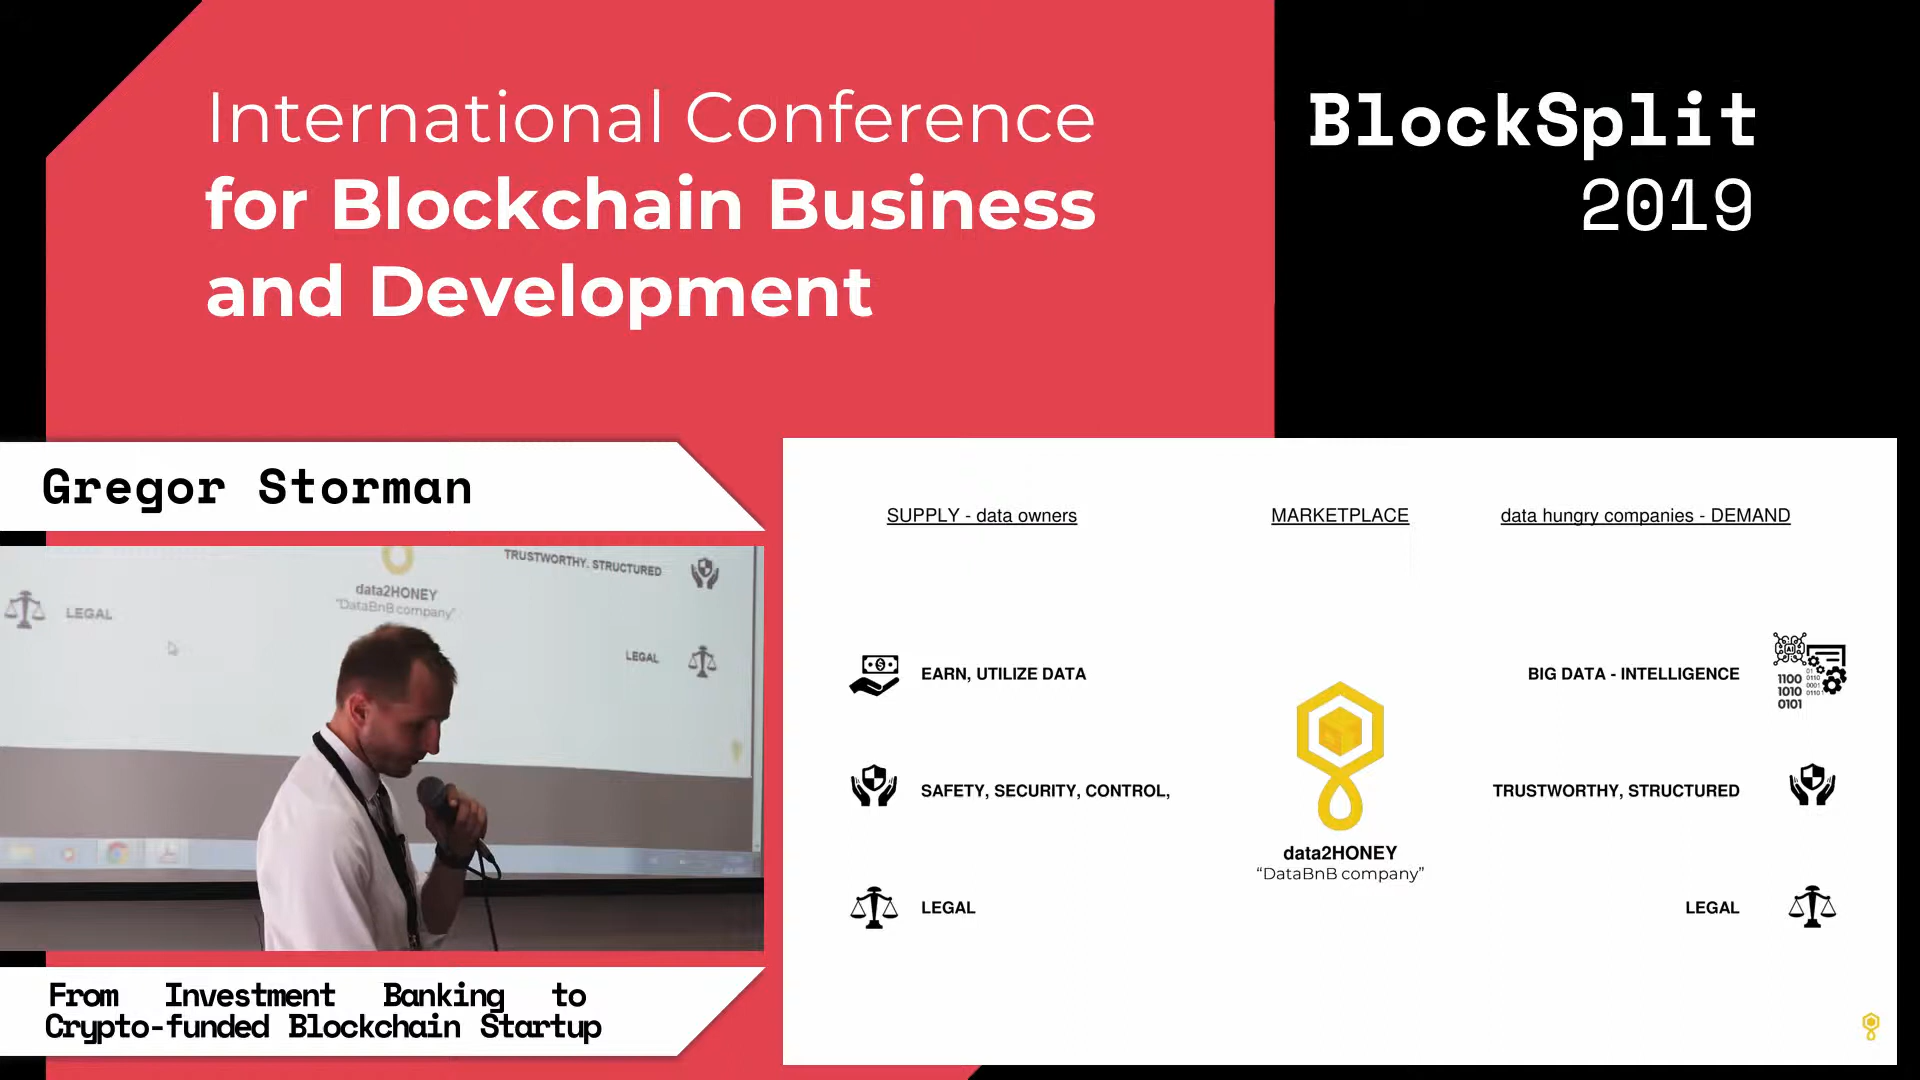 International Conference
for Blockchain Business
and Development
BlockSplit
2019
Gregor Storman
TRUSTWORTHY. STRUCTURED
data2HONEY
"DataBnB company"
LEGAL
LEGAL
From Investment Banking to
Crypto-funded Blockchain Startup
SUPPLY - data owners
MARKETPLACE
data hungry companies - DEMAND
EARN, UTILIZE DATA
SAFETY, SECURITY, CONTROL,
LEGAL
data2HONEY
“DataBnB company”
BIG DATA - INTELLIGENCE
AI
1100
1010
0101
TRUSTWORTHY, STRUCTURED
LEGAL